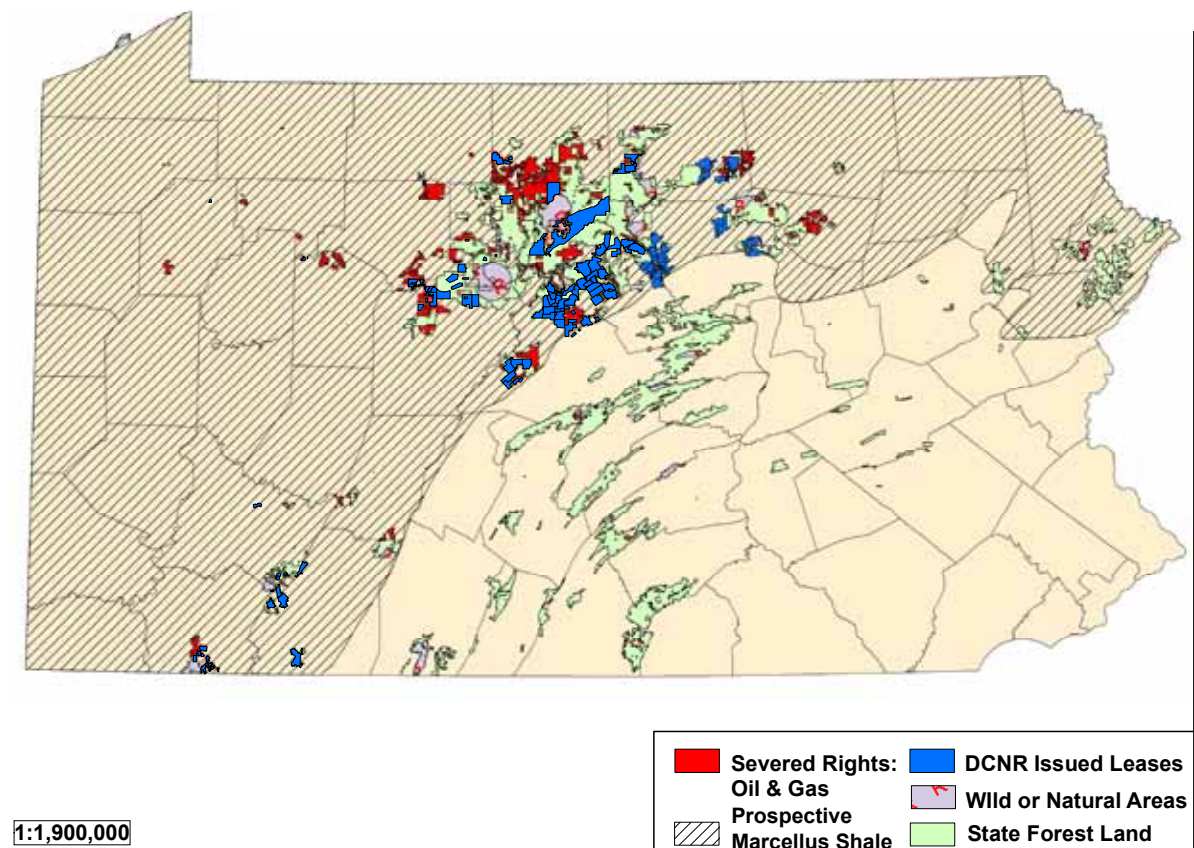 Severed Rights:
Oil & Gas
Prospective
Marcellus Shale
DCNR Issued Leases
WIld or Natural Areas
State Forest Land
1:1,900,000